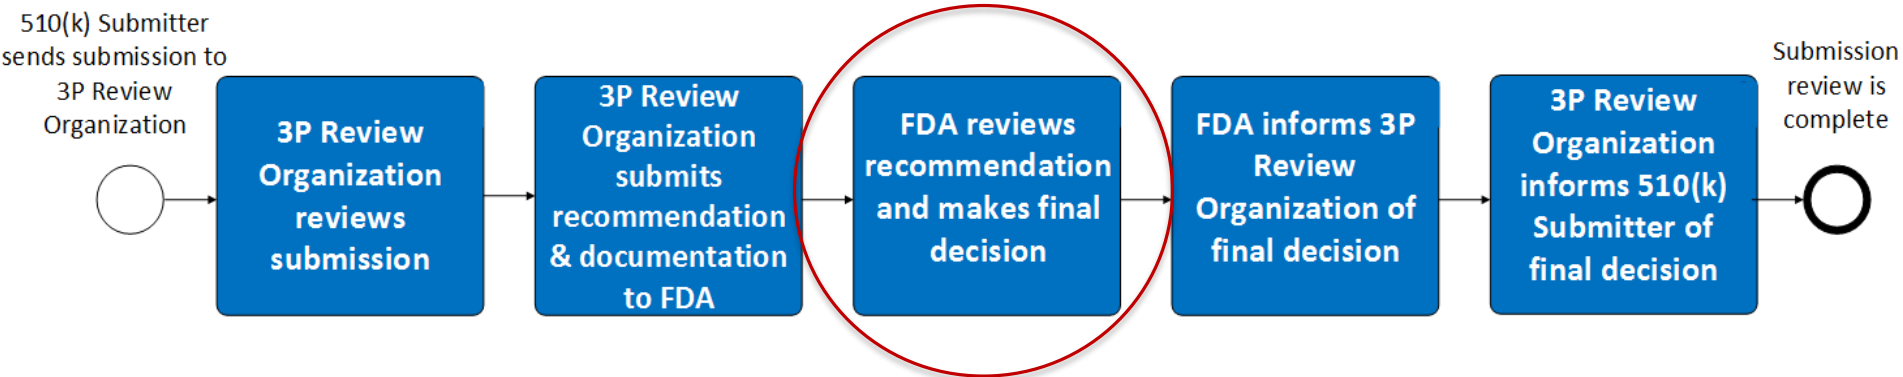 510(k) Submitter
sends submission to
3P Review
Organization
3P Review
Organization
reviews
submission
3P Review
Organization
submits
recommendation
& documentation
to FDA
FDA reviews
recommendation
and makes final
decision
FDA informs 3P
Review
Organization of
final decision
3P Review
Organization
informs 510(k)
Submitter of
final decision
Submission
review is
complete